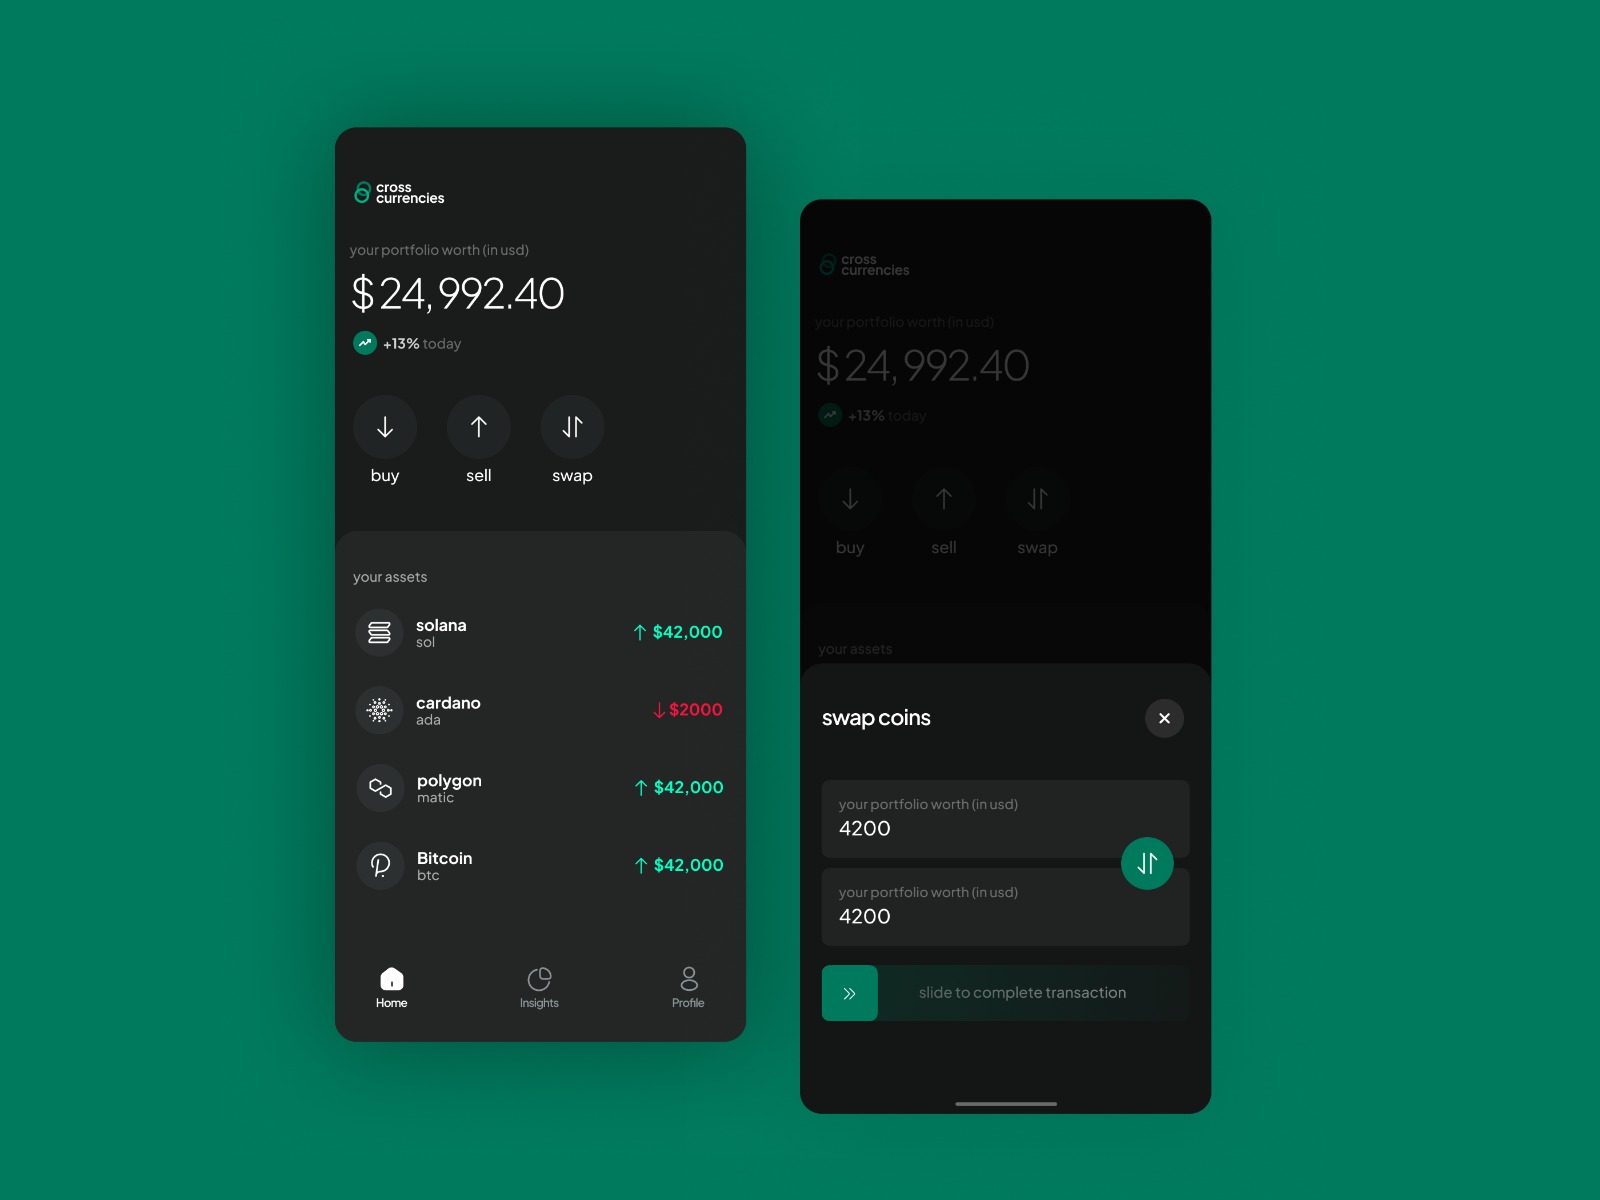 cross
currencies
your portfolio worth (in usd)
$24,992.40
+13% today
buy
sell
swap
your assets
solana
sol
$42,000
cardano
ada
$2000
polygon
matic
$42,000
Bitcoin
btc
$42,000
Home
Insights
Profile
cross
currencies
your portfolio worth (in usd)
$24,992.40
+13% today
buy
sell
swap
your assets
swap coins
your portfolio worth (in usd)
4200
your portfolio worth (in usd)
4200
slide to complete transaction